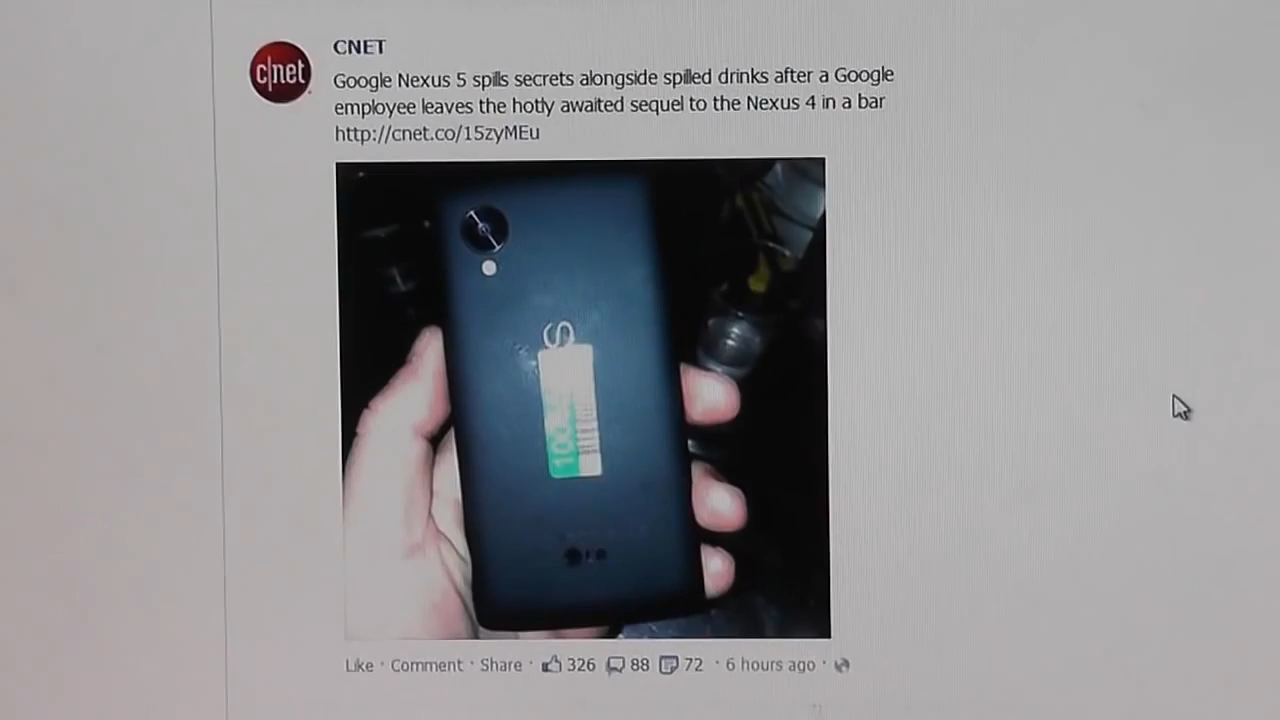 c|net
CNET
Google Nexus 5 spills secrets alongside spilled drinks after a Google
employee leaves the hotly awaited sequel to the Nexus 4 in a bar
http://cnet.co/15zyMEu
S
LG
Like · Comment · Share · 326 88 72 · 6 hours ago ·